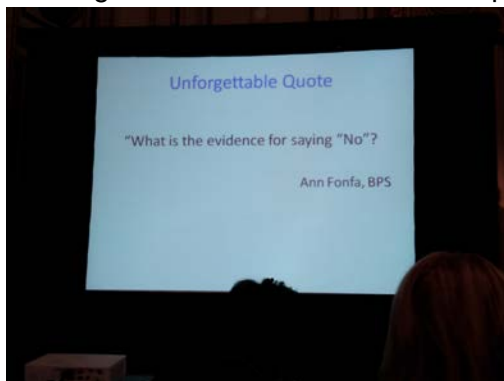 Unforgettable Quote
"What is the evidence for saying "No"?
Ann Fonfa, BPS